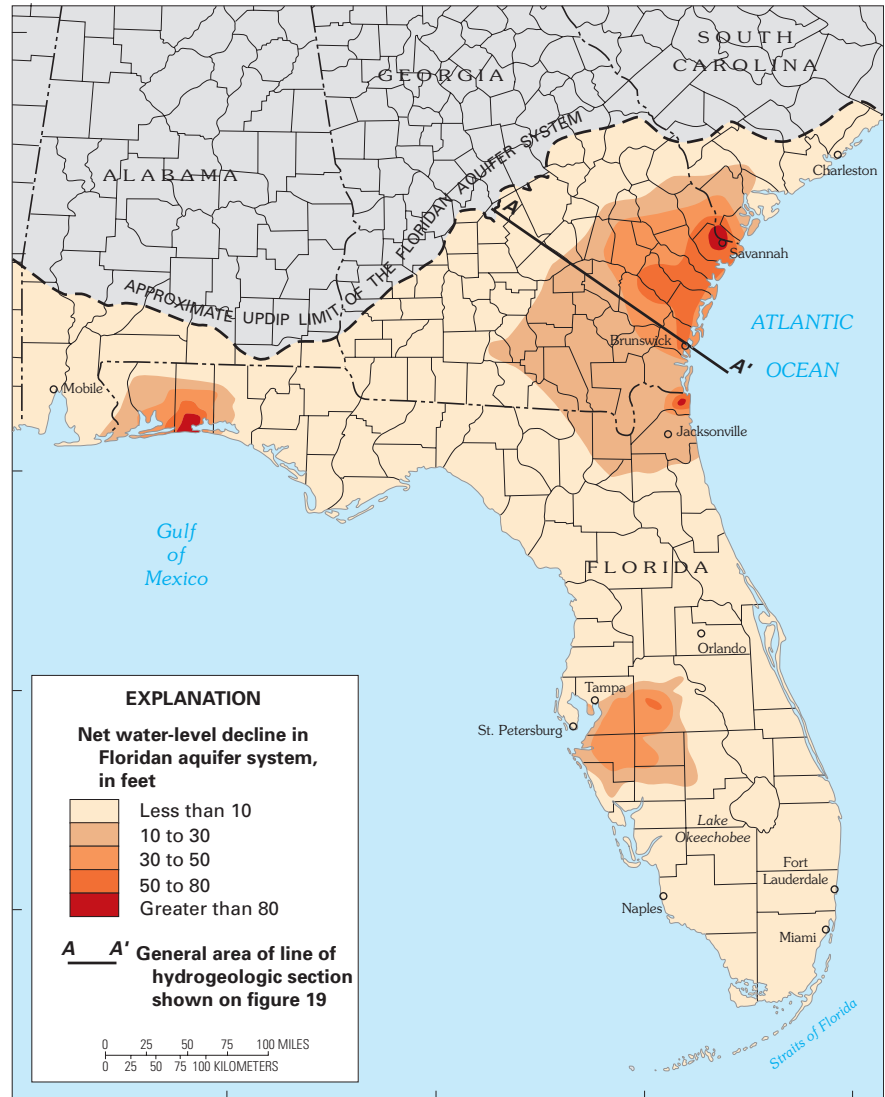 SOUTH
CAROLINA
GEORGIA
ALABAMA
APPROXIMATE UPDIP LIMIT OF THE FLORIDAN AQUIFER SYSTEM
Charleston
A
Savannah
ATLANTIC
OCEAN
Brunswick
A'
Mobile
Jacksonville
Gulf
of
Mexico
FLORIDA
Orlando
Tampa
St. Petersburg
Lake
Okeechobee
Fort
Lauderdale
Naples
Miami
Straits of Florida
EXPLANATION
Net water-level decline in
Floridan aquifer system,
in feet
Less than 10
10 to 30
30 to 50
50 to 80
Greater than 80
A A' General area of line of
hydrogeologic section
shown on figure 19
0 25 50 75 100 MILES
0 25 50 75 100 KILOMETERS